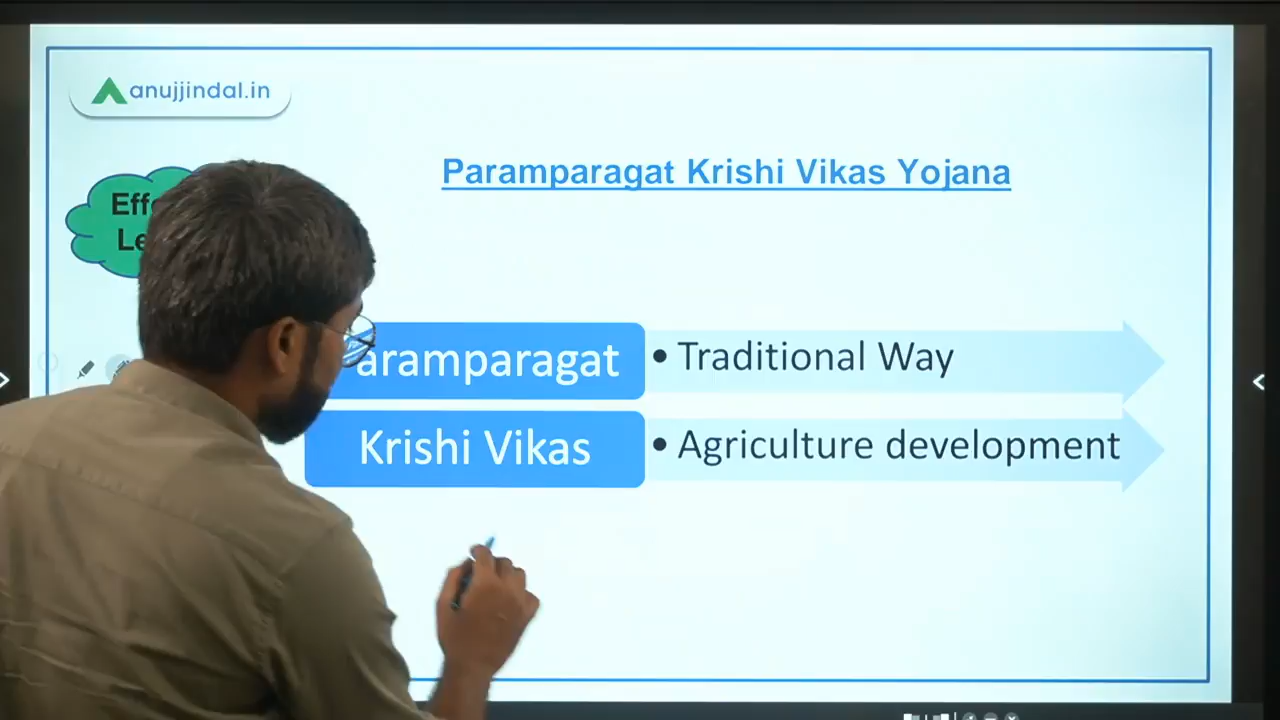 anujjindal.in
Paramparagat Krishi Vikas Yojana
aramparagat
• Traditional Way
Krishi Vikas
• Agriculture development